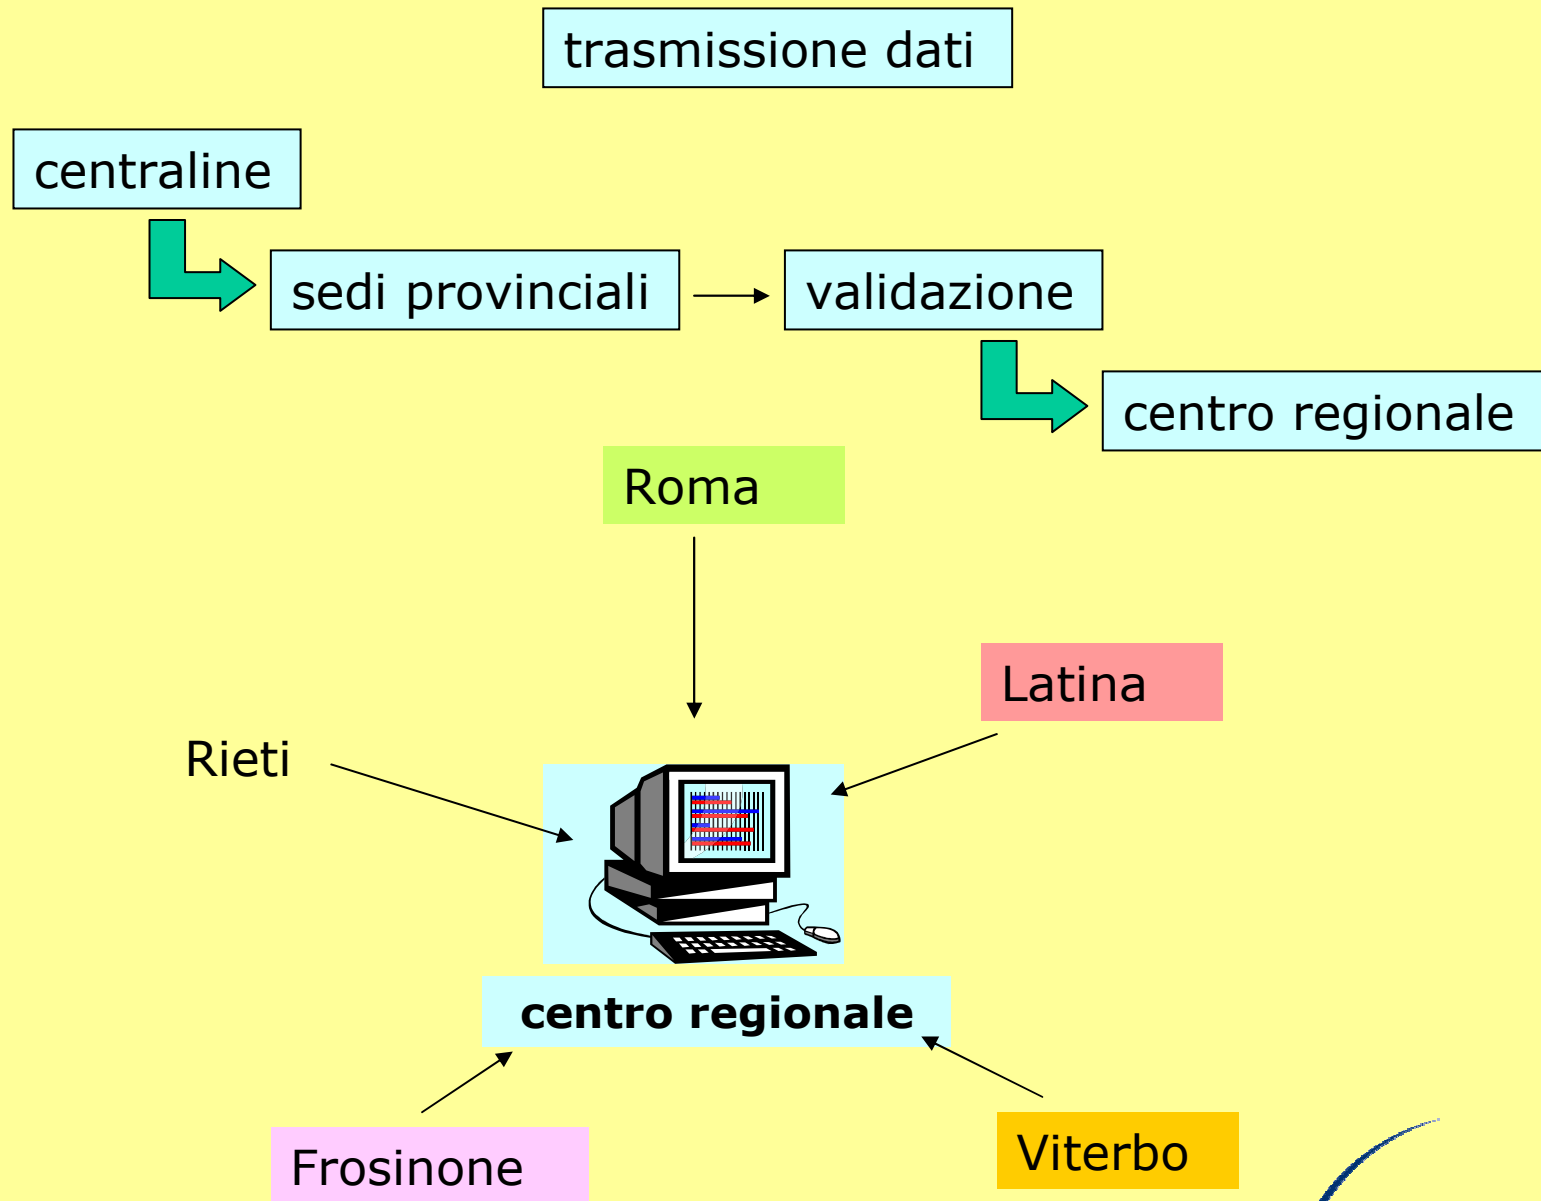 trasmissione dati
centraline
sedi provinciali
validazione
centro regionale
Roma
Latina
Rieti
centro regionale
Frosinone
Viterbo